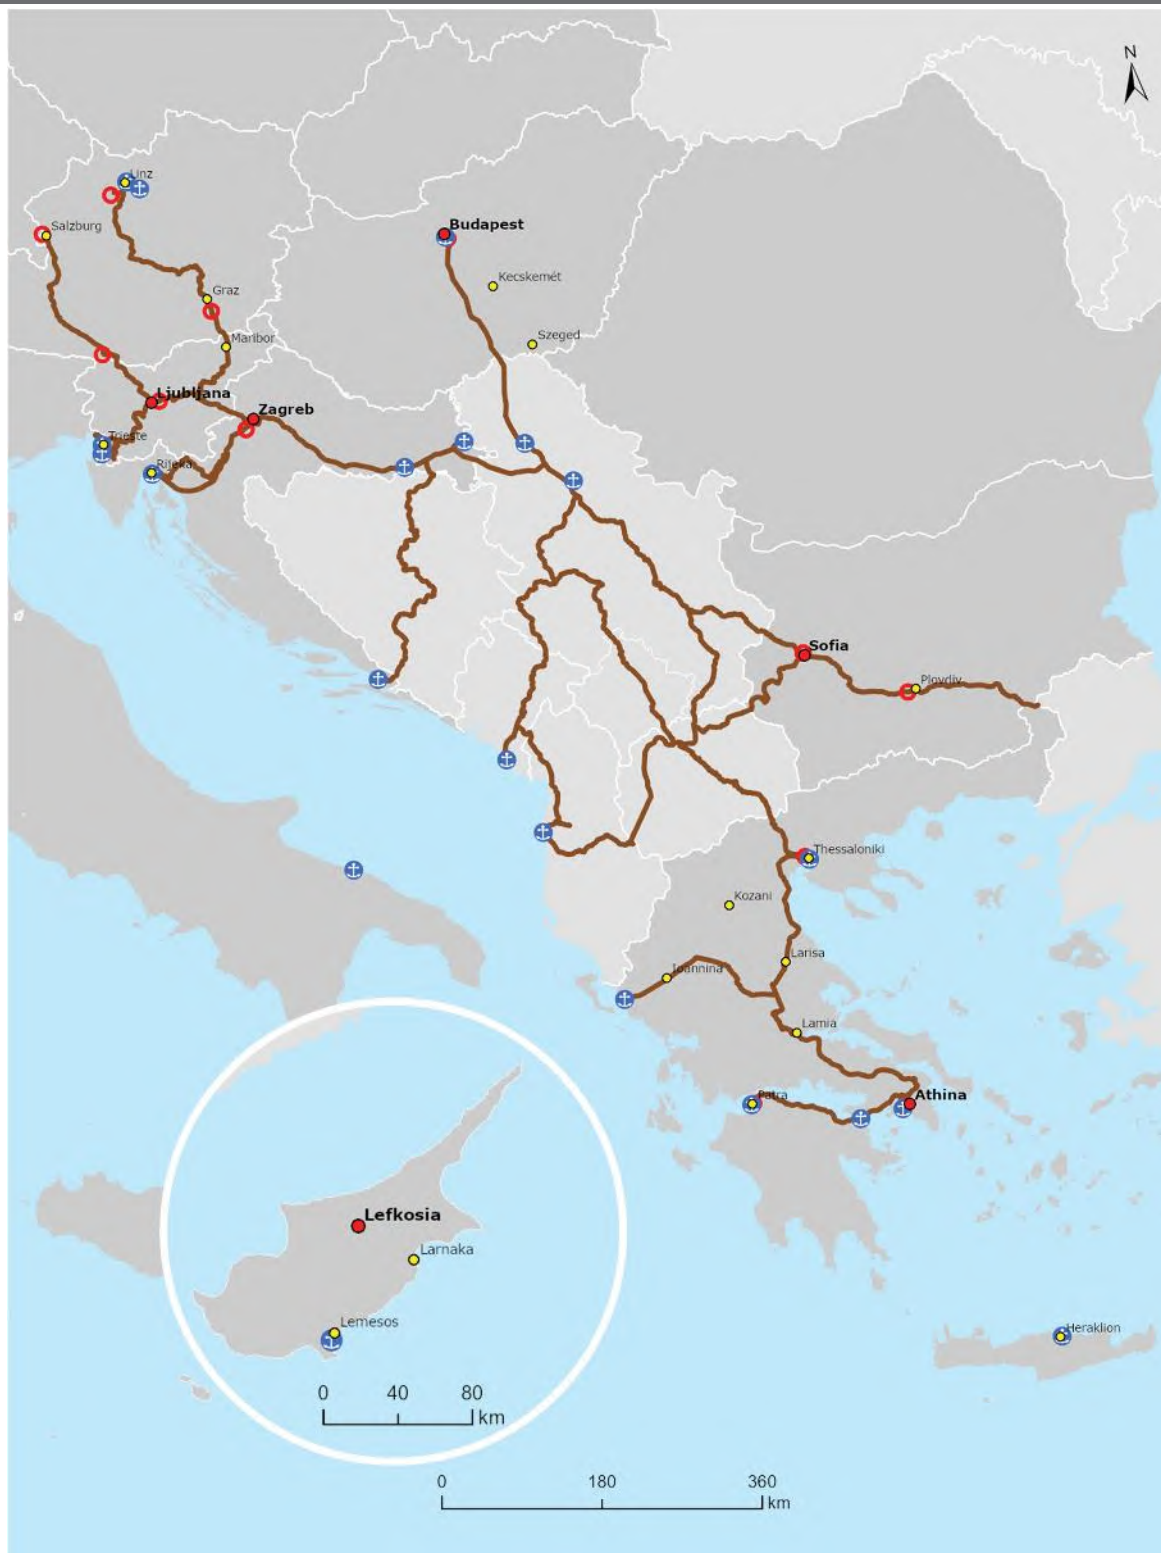 N
Linz
Salzburg
Budapest
Kecskemét
Graz
Szeged
Maribor
Ljubljana
Zagreb
Trieste
Rijeka
Sofia
Plovdiv
Thessaloniki
Kozani
Larisa
Ioannina
Lamia
Patra
Athina
Lefkosia
Larnaka
Lemesos
Heraklion
0 40 80
km
0 180 360
km